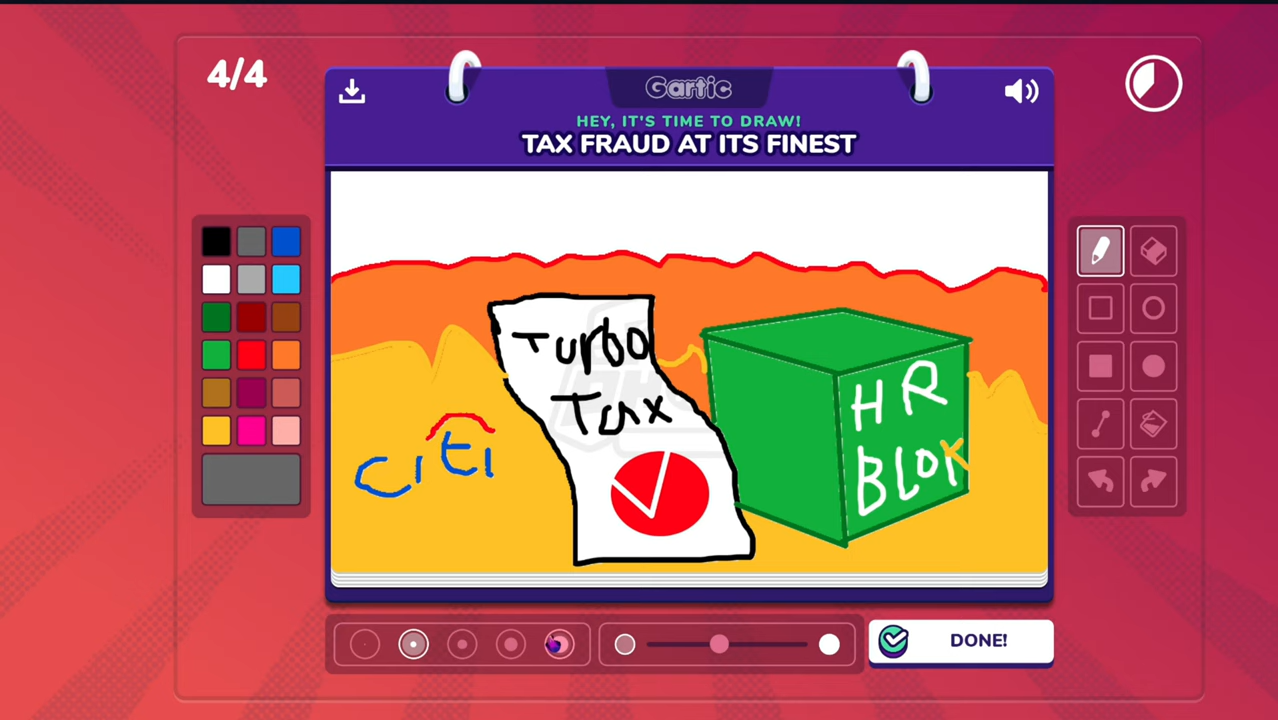 4/4
Gartic
HEY, IT'S TIME TO DRAW!
TAX FRAUD AT ITS FINEST
Turbo
Tax
citi
HR
BLOK
DONE!